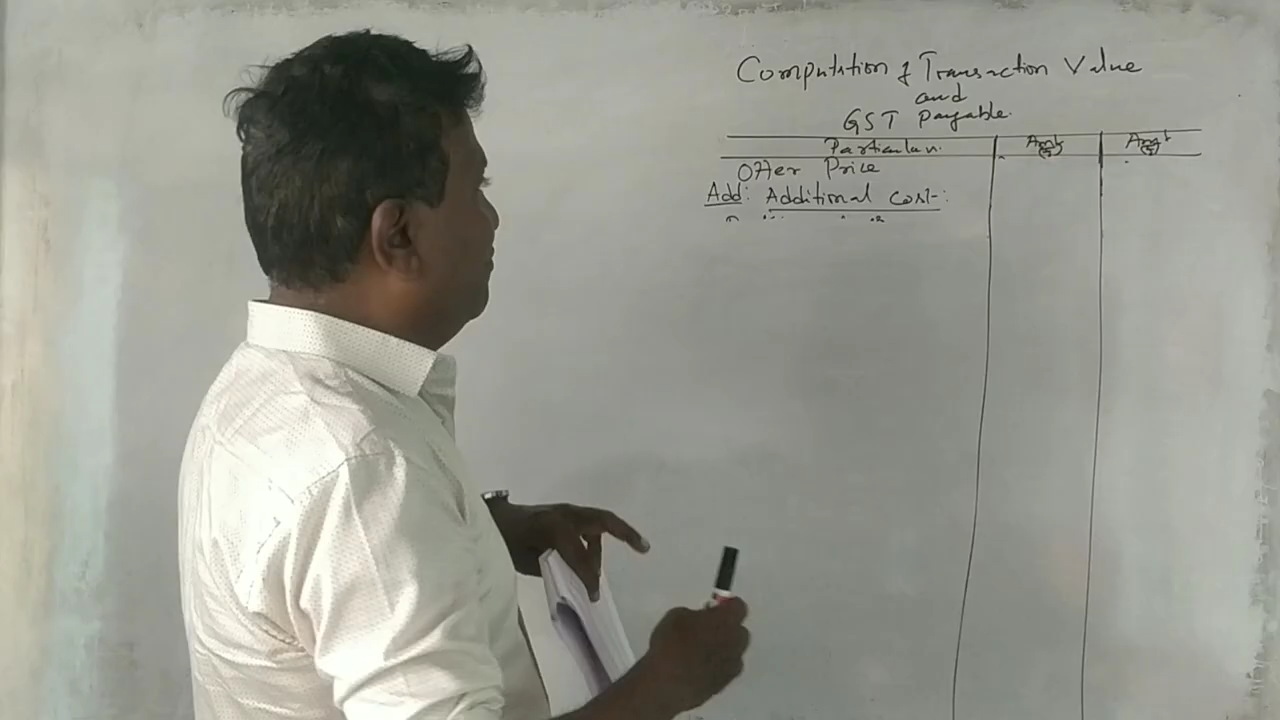 Computation of Transaction Value
and
GST Payable.
Particulars. Amt (₹) Amt (₹)
Offer Price
Add: Additional Cost: